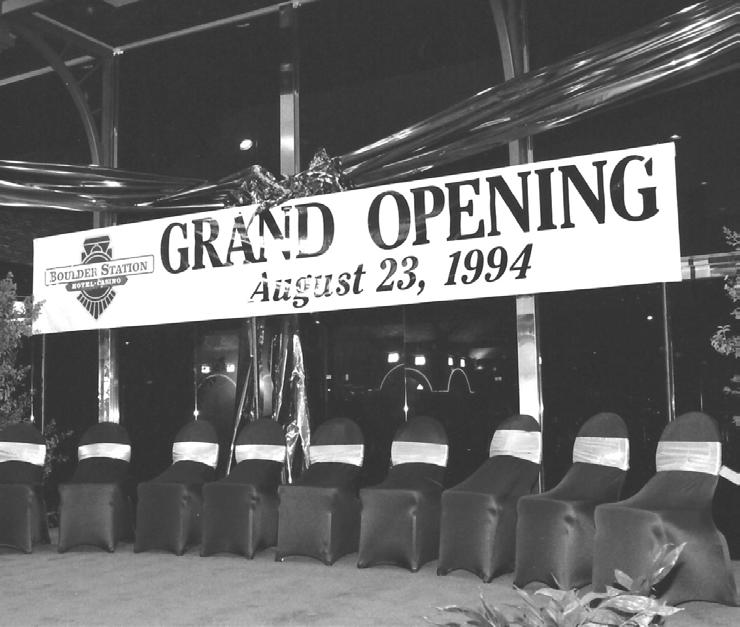 BOULDER STATION
HOTEL • CASINO
GRAND OPENING
August 23, 1994